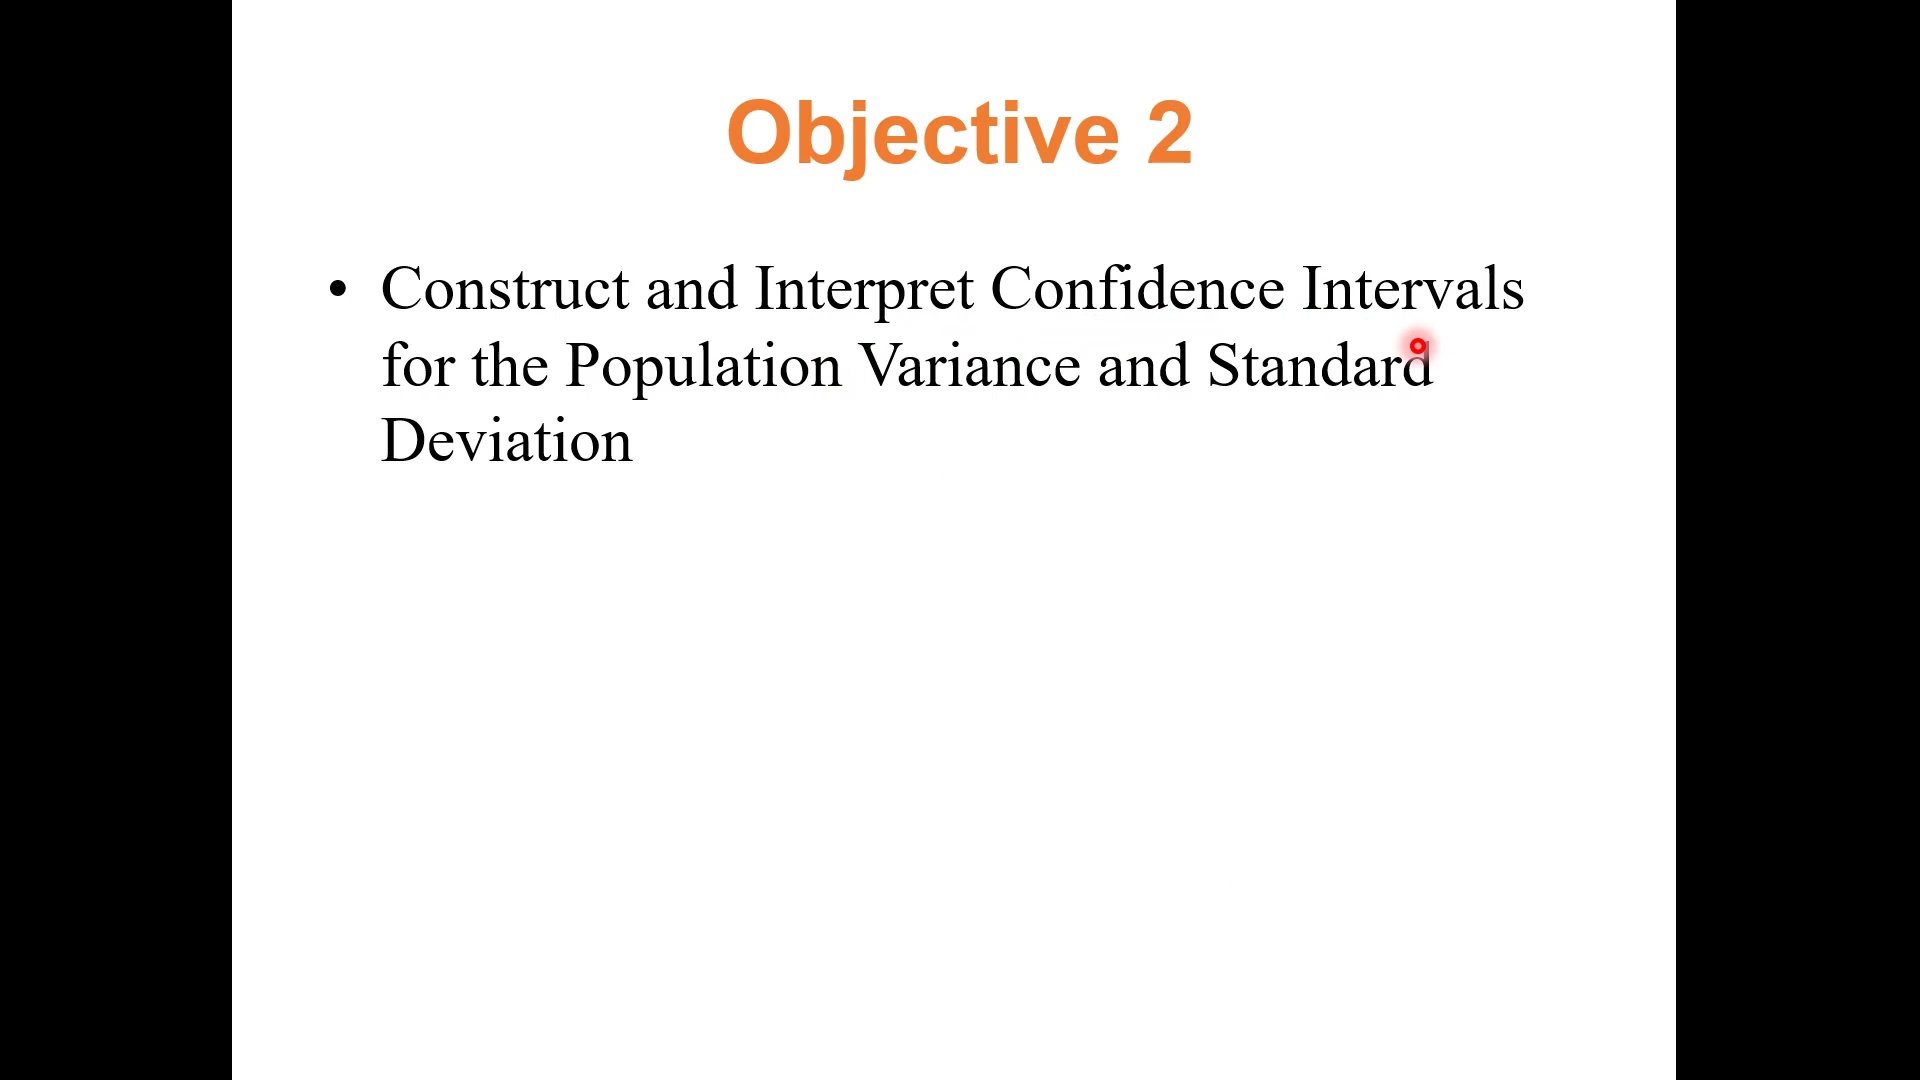 Objective 2
• Construct and Interpret Confidence Intervals
for the Population Variance and Standard
Deviation